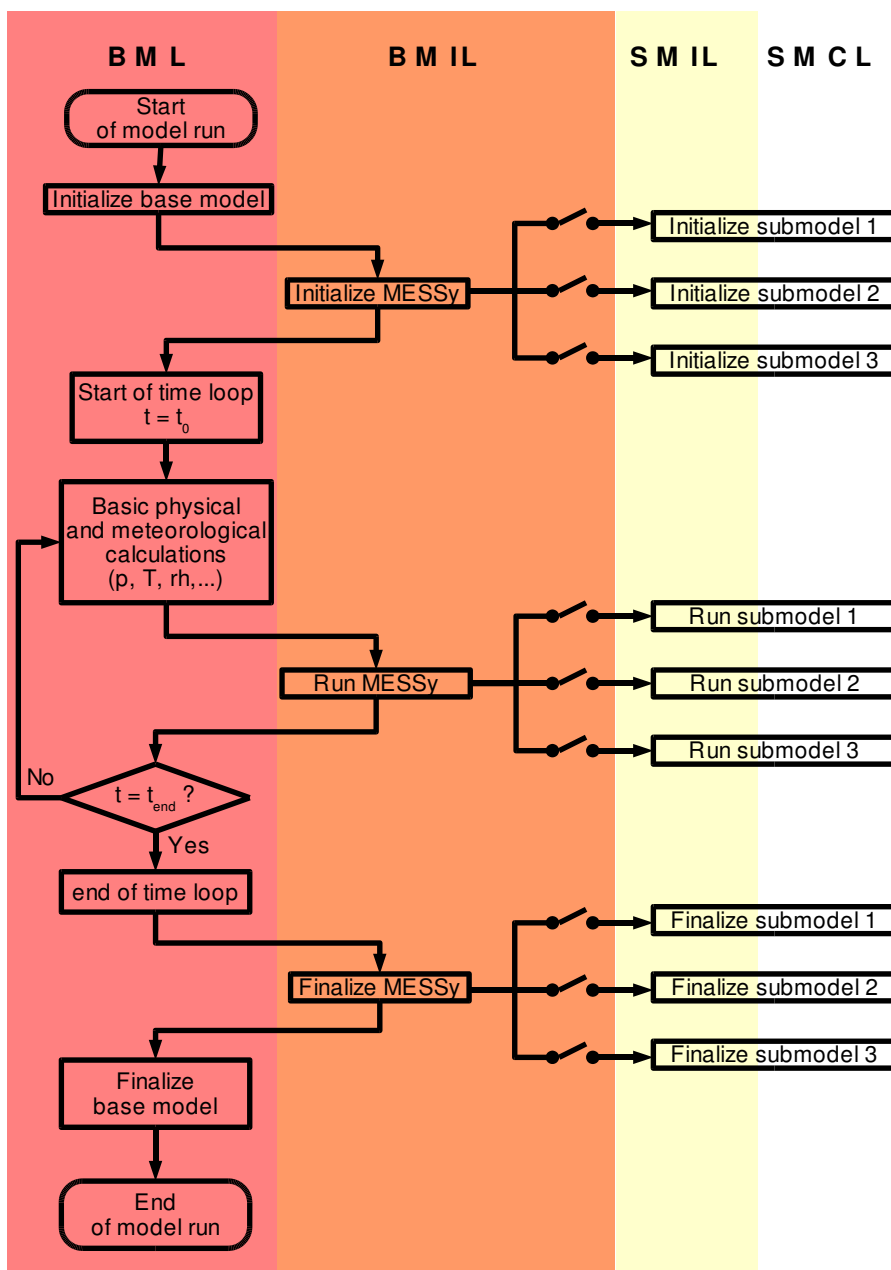 B M L
B M IL
S M IL
S M C L
Start
of model run
Initialize base model
Initialize submodel 1
Initialize MESSy
Initialize submodel 2
Initialize submodel 3
Start of time loop
t = t0
Basic physical
and meteorological
calculations
(p, T, rh,...)
Run submodel 1
Run MESSy
Run submodel 2
Run submodel 3
No
t = tend ?
Yes
end of time loop
Finalize submodel 1
Finalize MESSy
Finalize submodel 2
Finalize submodel 3
Finalize
base model
End
of model run